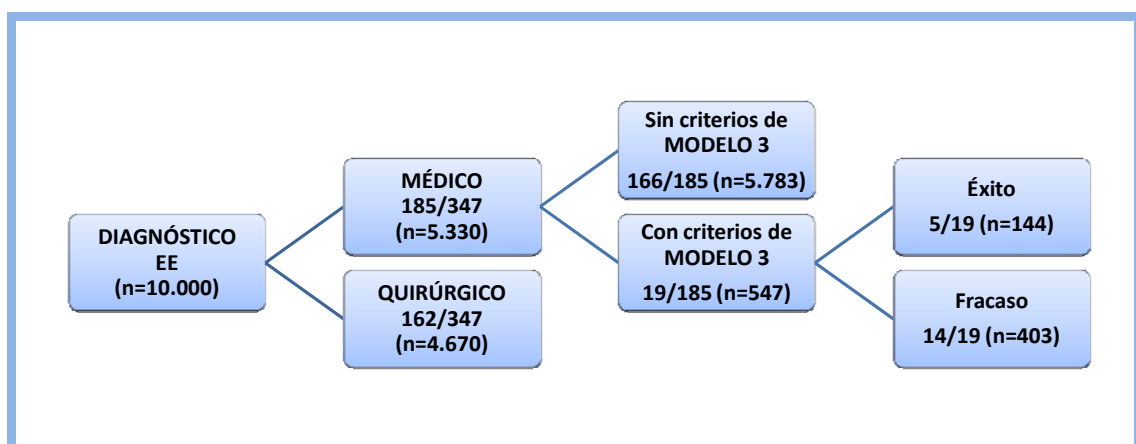 DIAGNÓSTICO
EE
(n=10.000)
MÉDICO
185/347
(n=5.330)
QUIRÚRGICO
162/347
(n=4.670)
Sin criterios de
MODELO 3
166/185 (n=5.783)
Con criterios de
MODELO 3
19/185 (n=547)
Éxito
5/19 (n=144)
Fracaso
14/19 (n=403)